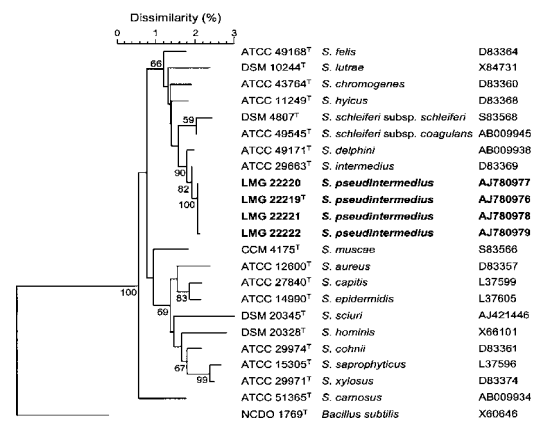 Dissimilarity (%)
0 1 2 3
ATCC 49168T S. felis D83364
66
DSM 10244T S. lutrae X84731
ATCC 43764T S. chromogenes D83360
ATCC 11249T S. hyicus D83368
59 DSM 4807T S. schleiferi subsp. schleiferi S83568
ATCC 49545T S. schleiferi subsp. coagulans AB009945
ATCC 49171T S. delphini AB009938
90 ATCC 29663T S. intermedius D83369
82 LMG 22220 S. pseudintermedius AJ780977
100 LMG 22219T S. pseudintermedius AJ780976
LMG 22221 S. pseudintermedius AJ780978
LMG 22222 S. pseudintermedius AJ780979
CCM 4175T S. muscae S83566
ATCC 12600T S. aureus D83357
100 ATCC 27840T S. capitis L37599
83 ATCC 14990T S. epidermidis L37605
69
DSM 20345T S. sciuri AJ421446
DSM 20328T S. hominis X66101
ATCC 29974T S. cohnii D83361
67 ATCC 15305T S. saprophyticus L37596
99 ATCC 29971T S. xylosus D83374
ATCC 51365T S. carnosus AB009934
NCDO 1769T Bacillus subtilis X60646